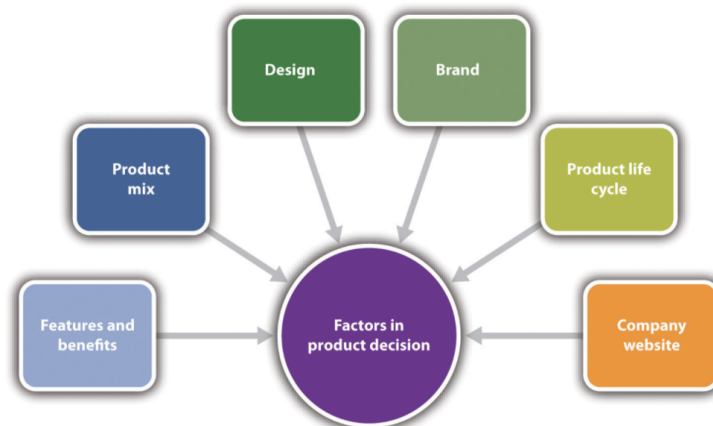 Design
Brand
Product
mix
Product life
cycle
Features and
benefits
Factors in
product decision
Company
website